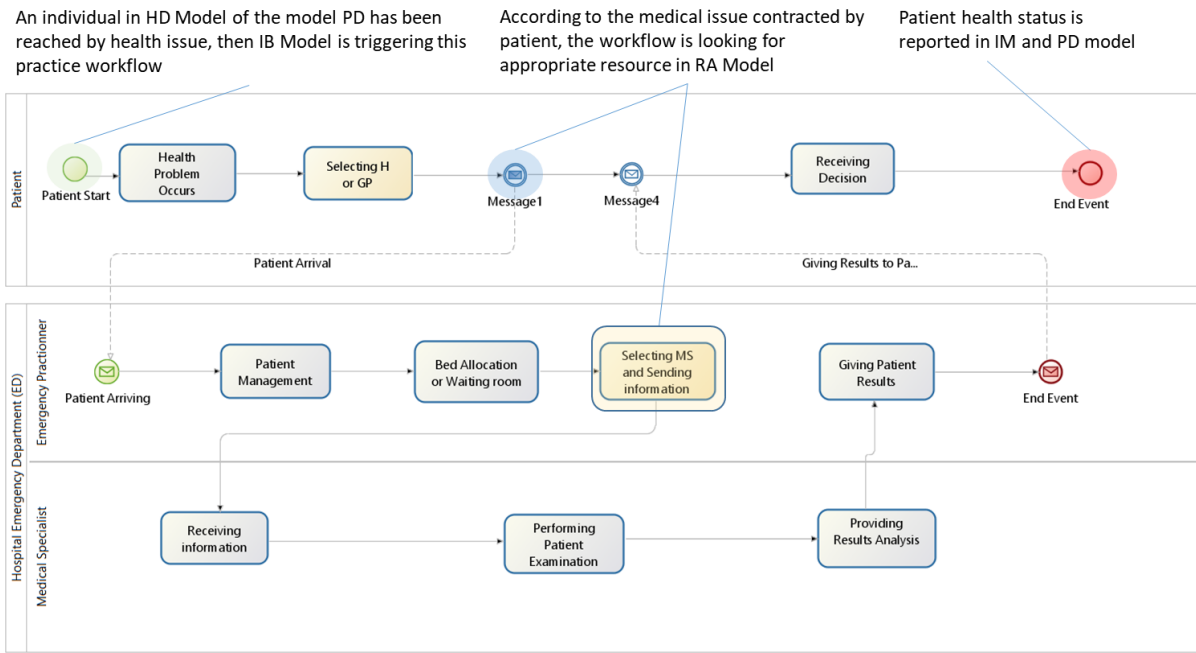 An individual in HD Model of the model PD has been
reached by health issue, then IB Model is triggering this
practice workflow
According to the medical issue contracted by
patient, the workflow is looking for
appropriate resource in RA Model
Patient health status is
reported in IM and PD model
Patient
Patient Start
Health
Problem
Occurs
Selecting H
or GP
Message1
Message4
Receiving
Decision
End Event
Patient Arrival
Giving Results to Pa...
Hospital Emergency Department (ED)
Emergency Practionner
Patient Arriving
Patient
Management
Bed Allocation
or Waiting room
Selecting MS
and Sending
information
Giving Patient
Results
End Event
Medical Specialist
Receiving
information
Performing
Patient
Examination
Providing
Results Analysis